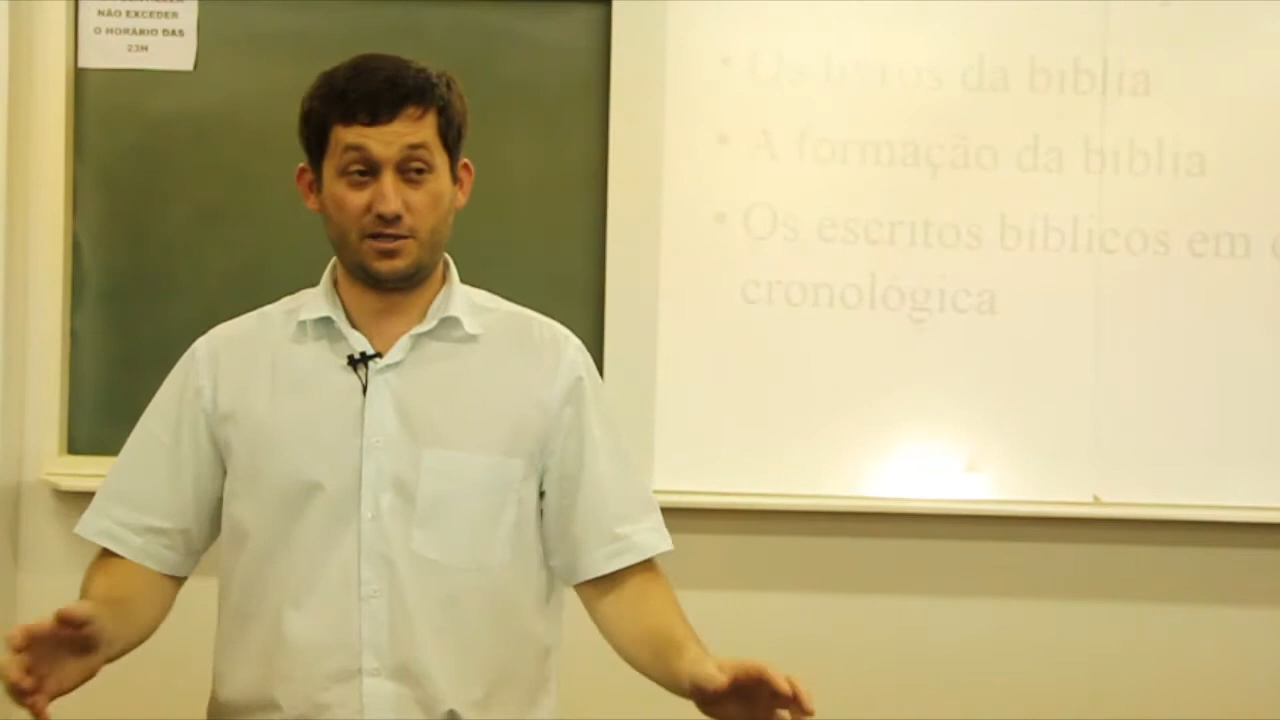 NÃO EXCEDER
O HORÁRIO DAS
23H
• Os livros da bíblia
• A formação da bíblia
• Os escritos bíblicos em
cronológica